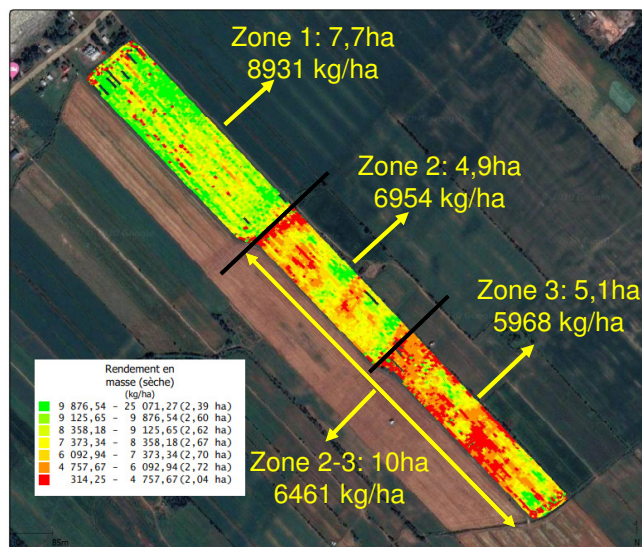 Zone 1: 7,7ha
8931 kg/ha
Zone 2: 4,9ha
6954 kg/ha
Zone 3: 5,1ha
5968 kg/ha
Rendement en
masse (sèche)
(kg/ha)
9 876,54 - 25 071,27 (2,39 ha)
9 125,65 - 9 876,54 (2,60 ha)
8 358,18 - 9 125,65 (2,62 ha)
7 373,34 - 8 358,18 (2,67 ha)
6 092,94 - 7 373,34 (2,70 ha)
4 757,67 - 6 092,94 (2,72 ha)
314,25 - 4 757,67 (2,04 ha)
Zone 2-3: 10ha
6461 kg/ha
85m
N